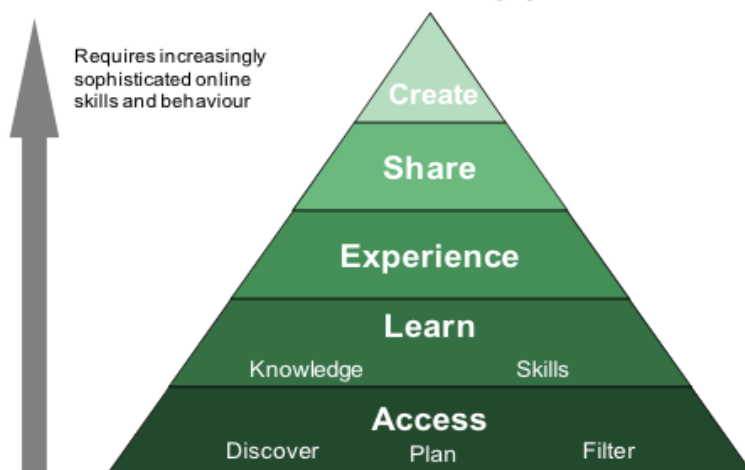 Requires increasingly
sophisticated online
skills and behaviour
Create
Share
Experience
Learn
Knowledge Skills
Access
Discover Plan Filter